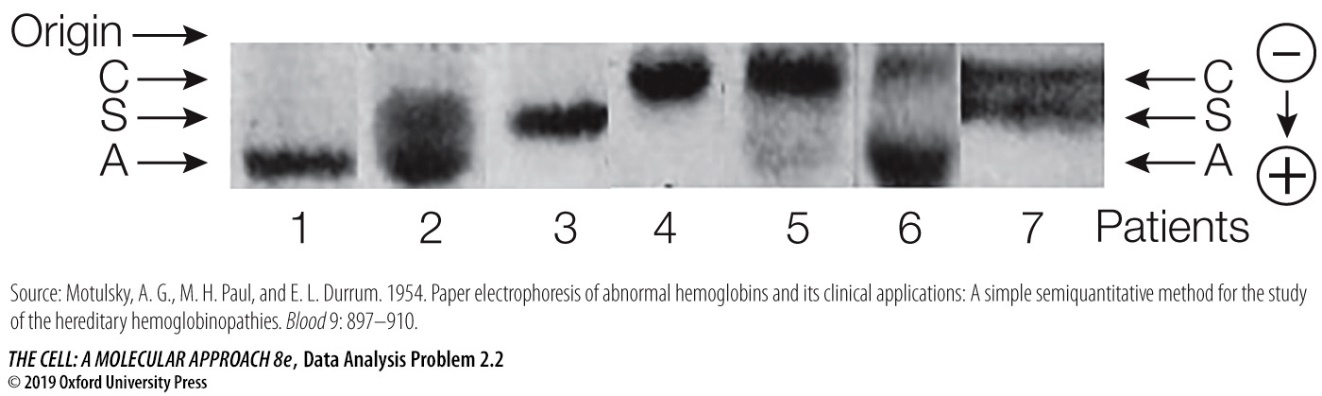 Origin
C
S
A
C
S
A
−
+
1 2 3 4 5 6 7 Patients
Source: Motulsky, A. G., M. H. Paul, and E. L. Durrum. 1954. Paper electrophoresis of abnormal hemoglobins and its clinical applications: A simple semiquantitative method for the study
of the hereditary hemoglobinopathies. Blood 9: 897–910.
THE CELL: A MOLECULAR APPROACH 8e, Data Analysis Problem 2.2
© 2019 Oxford University Press